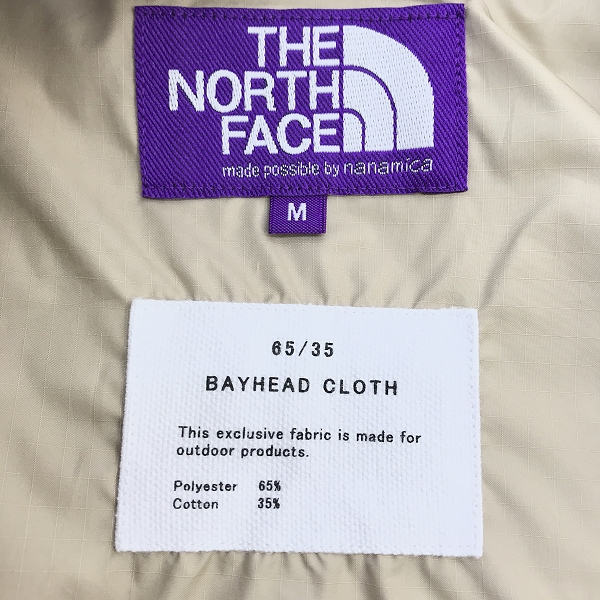 THE
NORTH
FACE
made possible by nanamica
M
65/35
BAYHEAD CLOTH
This exclusive fabric is made for
outdoor products.
Polyester 65%
Cotton 35%